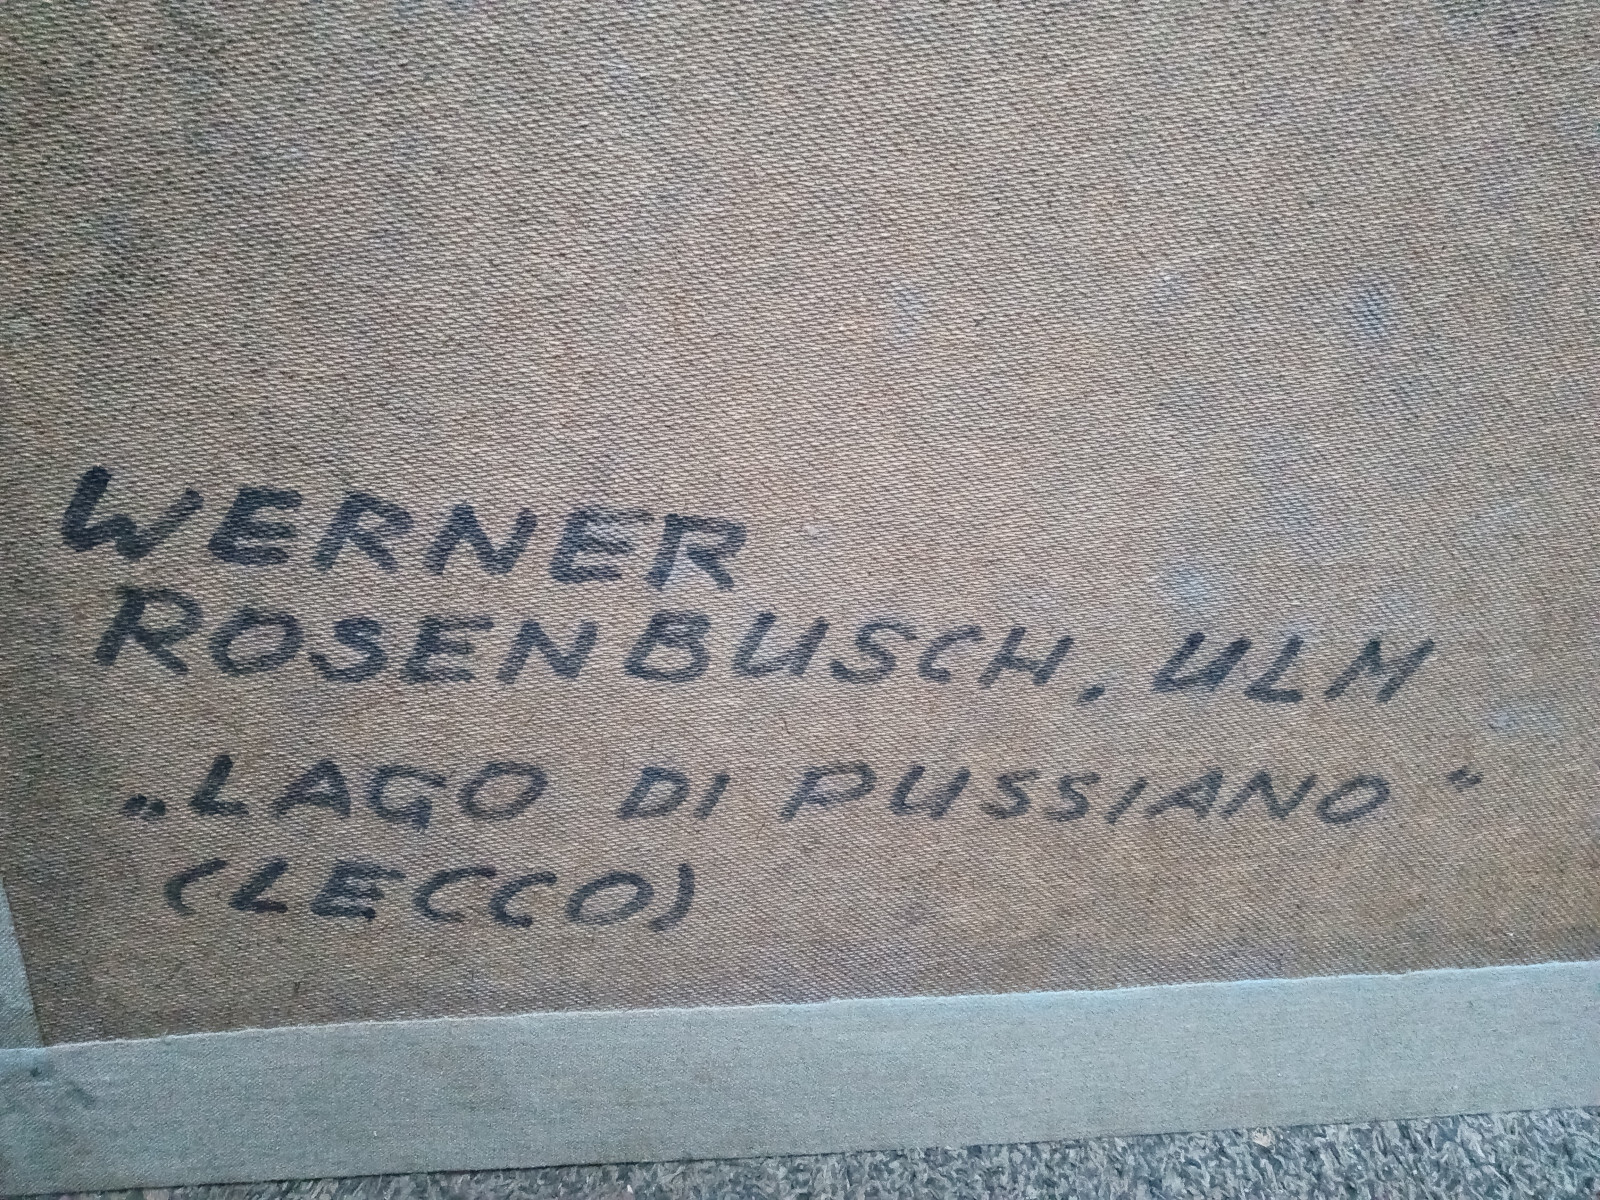 WERNER
ROSENBUSCH, ULM
„LAGO DI PUSSIANO"
(LECCO)